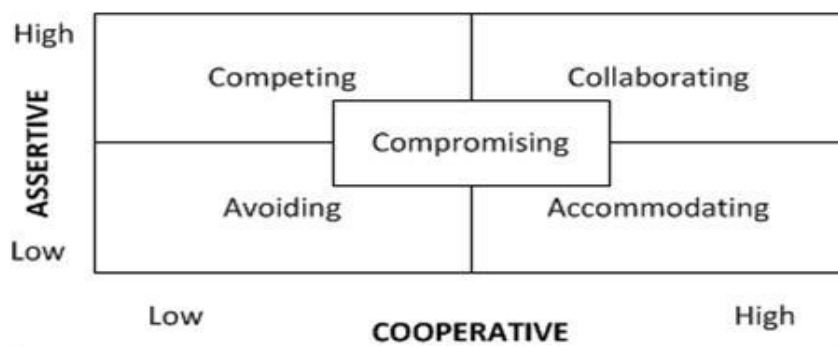 High
Competing
Collaborating
ASSERTIVE
Compromising
Avoiding
Accommodating
Low
Low
High
COOPERATIVE